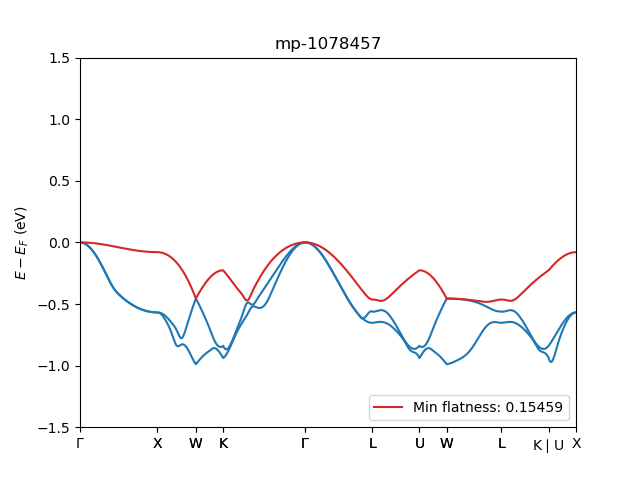 mp-1078457
E − E_F (eV)
1.5
1.0
0.5
0.0
−0.5
−1.0
−1.5
Min flatness: 0.15459
Γ X W K Γ L U W L K | U X